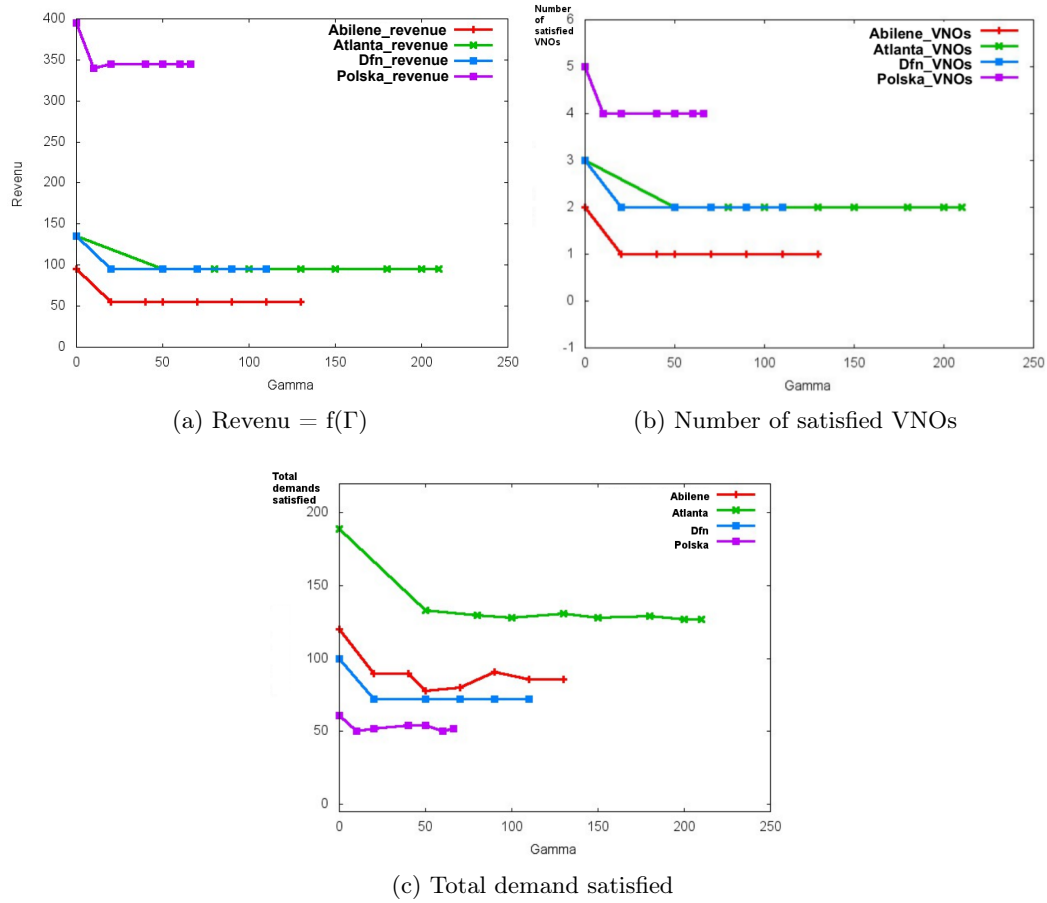 400
350
300
250
200
150
100
50
0
Revenu
Abilene_revenue
Atlanta_revenue
Dfn_revenue
Polska_revenue
0 50 100 150 200 250
Gamma
(a) Revenu = f(Γ)
Number
of
satisfied
VNOs
6
5
4
3
2
1
0
-1
Abilene_VNOs
Atlanta_VNOs
Dfn_VNOs
Polska_VNOs
0 50 100 150 200 250
Gamma
(b) Number of satisfied VNOs
Total
demands
satisfied
200
150
100
50
0
Abilene
Atlanta
Dfn
Polska
0 50 100 150 200 250
Gamma
(c) Total demand satisfied